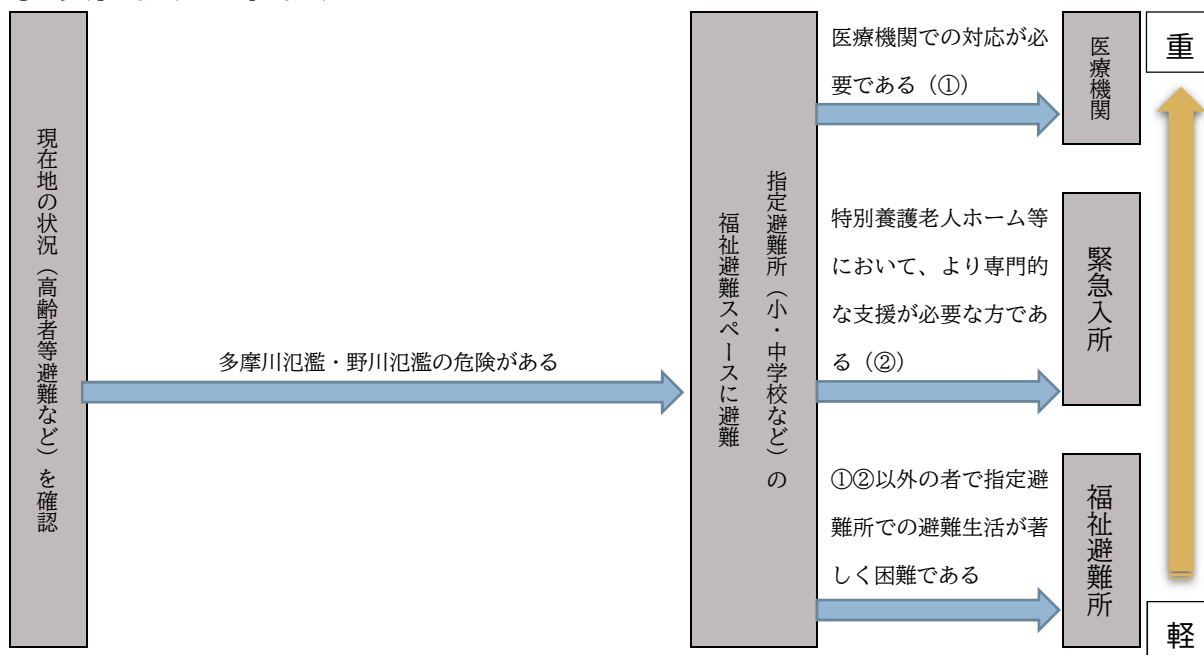 現在地の状況（高齢者等避難など）を確認
多摩川氾濫・野川氾濫の危険がある
指定避難所（小・中学校など）の
福祉避難スペースに避難
医療機関での対応が必
要である（①）
医療機関
特別養護老人ホーム等
において、より専門的
な支援が必要な方であ
る（②）
緊急入所
①②以外の者で指定避
難所での避難生活が著
しく困難である
福祉避難所
重
軽